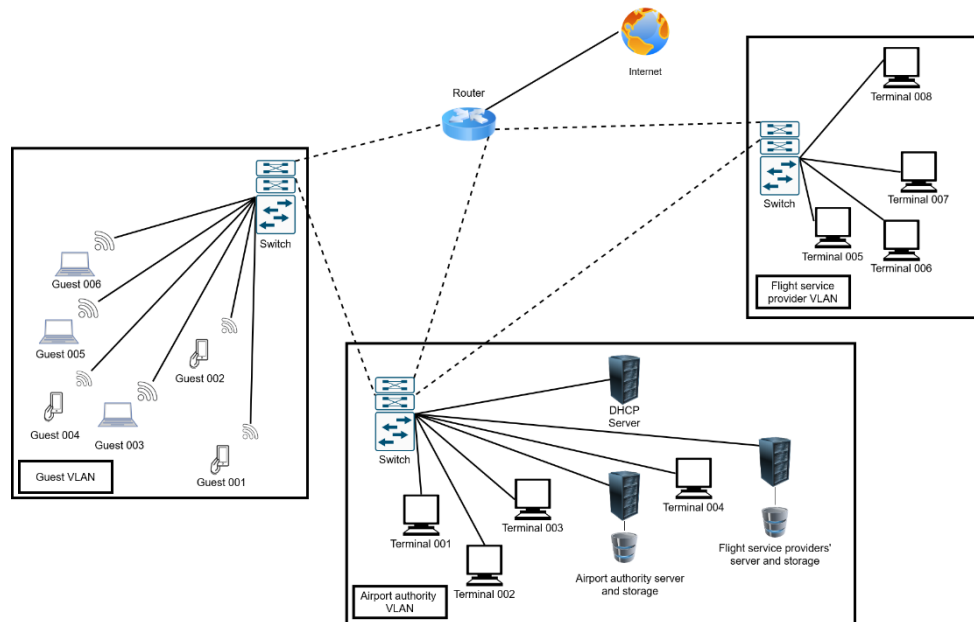 Internet
Router
Terminal 008
Switch
Terminal 007
Terminal 005
Terminal 006
Flight service
provider VLAN
Switch
Guest 006
Guest 005
Guest 002
Guest 004
Guest 003
Guest 001
Guest VLAN
DHCP
Server
Switch
Terminal 001
Terminal 003
Terminal 004
Terminal 002
Airport authority server
and storage
Flight service providers'
server and storage
Airport authority
VLAN